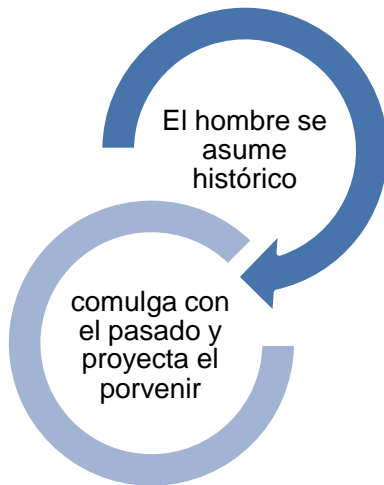 El hombre se
asume
histórico
comulga con
el pasado y
proyecta el
porvenir